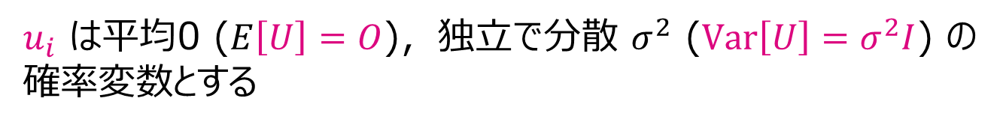 u_i は平均0 (E[U] = O)，独立で分散 σ² (Var[U] = σ²I) の
確率変数とする